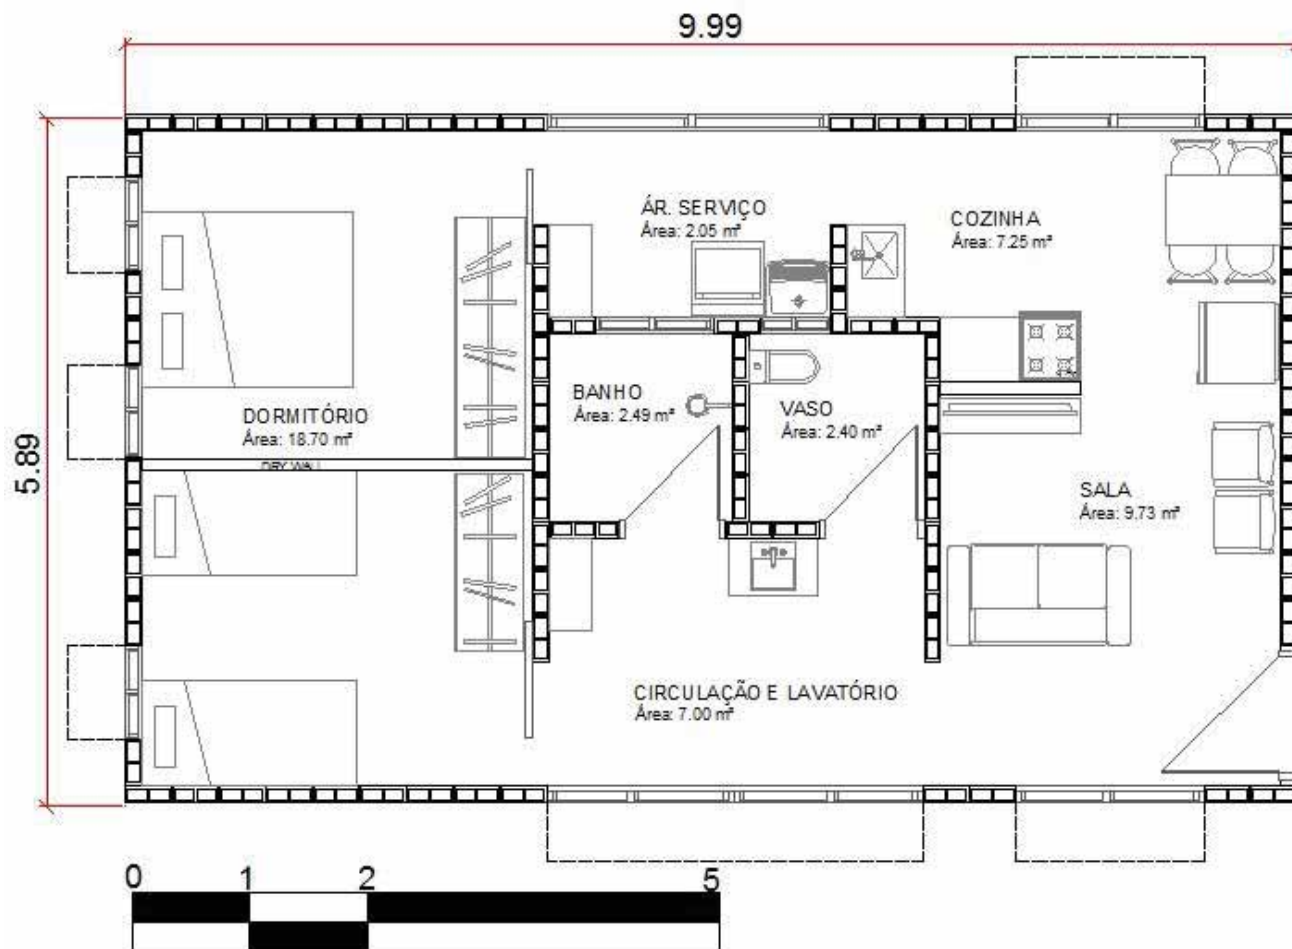 9.99
5.89
ÁR. SERVIÇO
Área: 2.05 m²
COZINHA
Área: 7.25 m²
BANHO
Área: 2.49 m²
VASO
Área: 2.40 m²
DORMITÓRIO
Área: 18.70 m²
DRY WALL
SALA
Área: 9.73 m²
CIRCULAÇÃO E LAVATÓRIO
Área: 7.00 m²
0 1 2 5